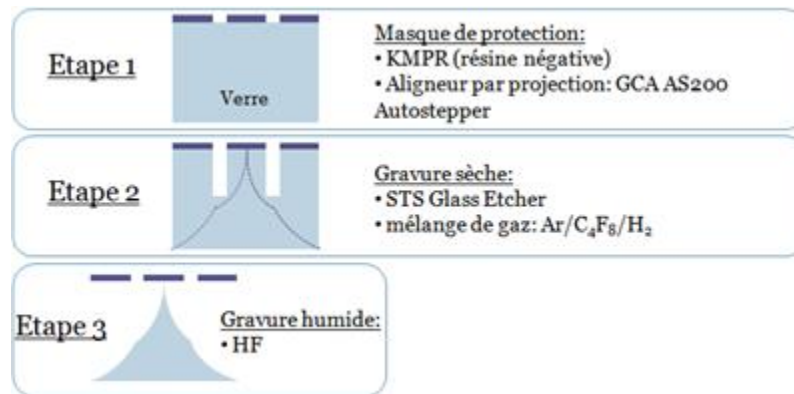 Etape 1
Verre
Masque de protection:
• KMPR (résine négative)
• Aligneur par projection: GCA AS200
Autostepper
Etape 2
Gravure sèche:
• STS Glass Etcher
• mélange de gaz: Ar/C₄F₈/H₂
Etape 3
Gravure humide:
• HF